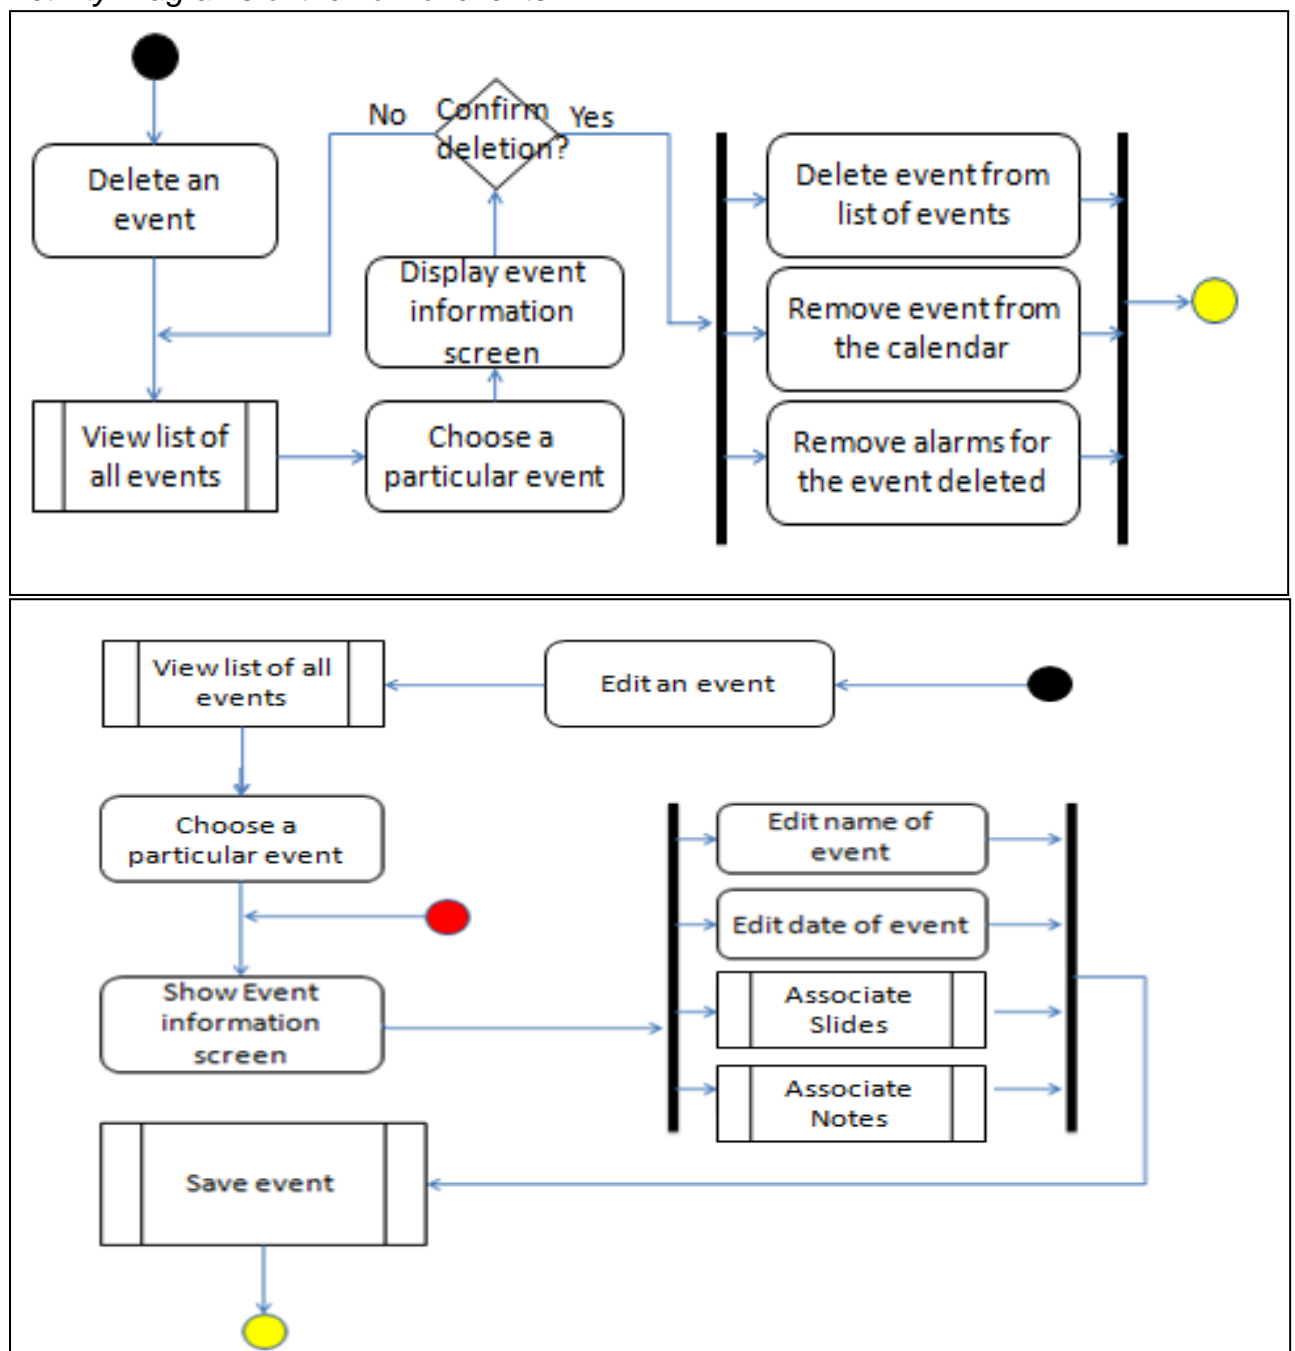 No
Confirm
deletion?
Yes
Delete an
event
Delete event from
list of events
Display event
information
screen
Remove event from
the calendar
View list of
all events
Choose a
particular event
Remove alarms for
the event deleted
View list of all
events
Edit an event
Choose a
particular event
Edit name of
event
Edit date of event
Show Event
information
screen
Associate
Slides
Associate
Notes
Save event